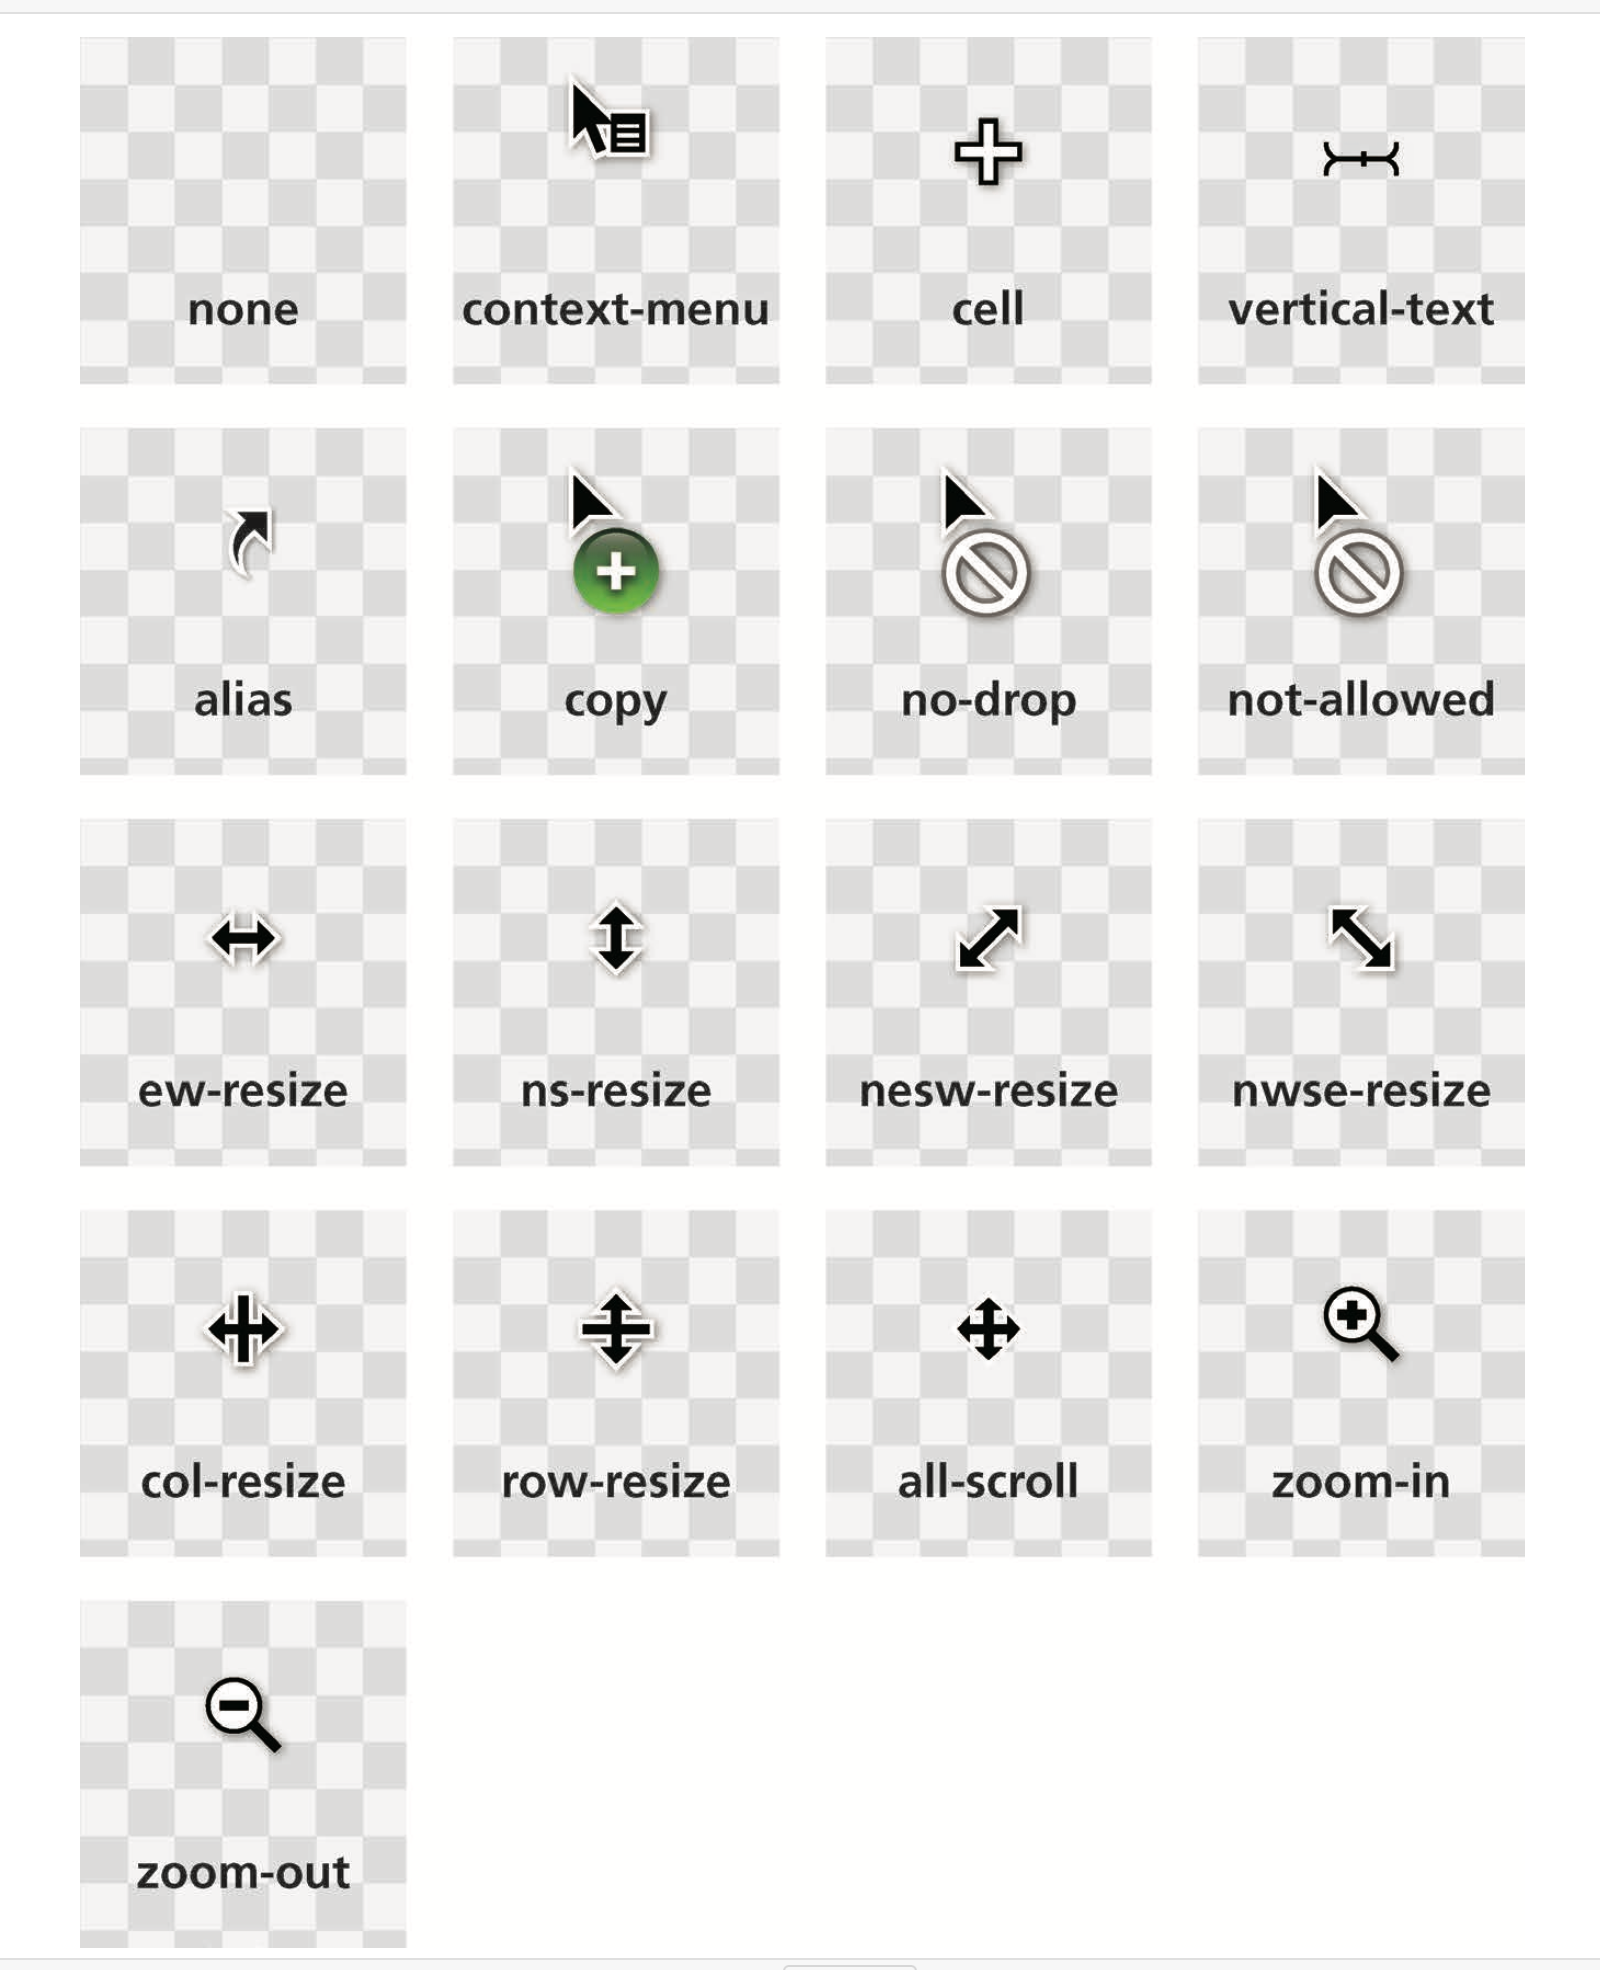 none
context-menu
cell
vertical-text
alias
copy
no-drop
not-allowed
ew-resize
ns-resize
nesw-resize
nwse-resize
col-resize
row-resize
all-scroll
zoom-in
zoom-out